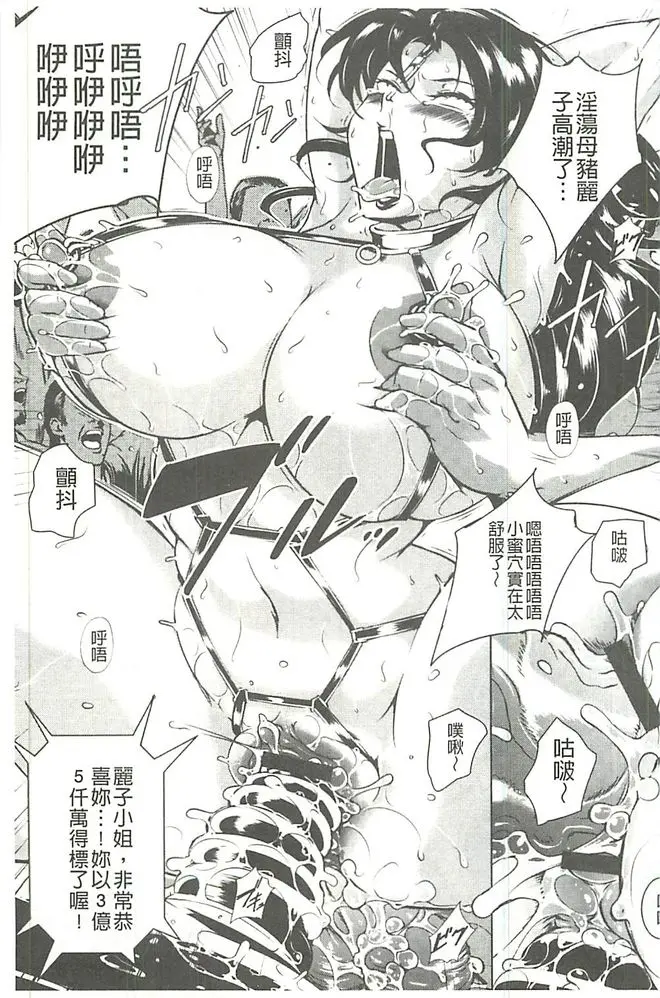 淫蕩母豬麗
子高潮了…
顫抖
唔呼唔…
呼咿咿咿
咿咿咿
呼唔
呼唔
顫抖
嗯唔唔唔唔唔
小蜜穴實在太
舒服了～
咕啵
呼唔
噗啾～
咕啵～
麗子小姐，非常恭
喜妳…！妳以3億
5仟萬得標了喔！